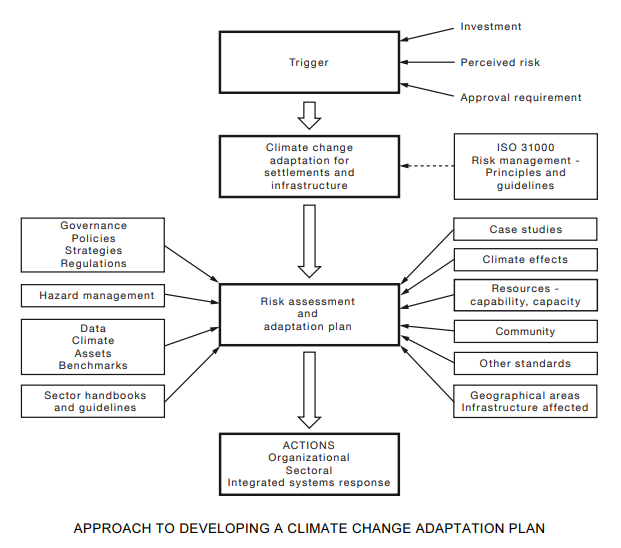 Trigger
Investment
Perceived risk
Approval requirement
Climate change
adaptation for
settlements and
infrastructure
ISO 31000
Risk management -
Principles and
guidelines
Governance
Policies
Strategies
Regulations
Hazard management
Data
Climate
Assets
Benchmarks
Sector handbooks
and guidelines
Risk assessment
and
adaptation plan
Case studies
Climate effects
Resources -
capability, capacity
Community
Other standards
Geographical areas
Infrastructure affected
ACTIONS
Organizational
Sectoral
Integrated systems response
APPROACH TO DEVELOPING A CLIMATE CHANGE ADAPTATION PLAN